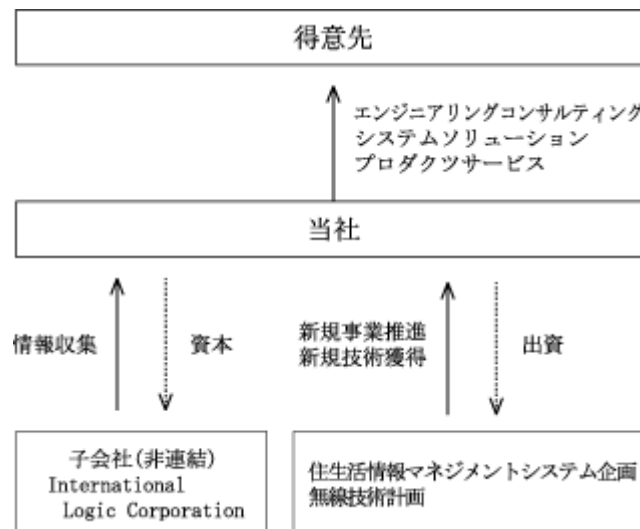 得意先
エンジニアリングコンサルティング
システムソリューション
プロダクツサービス
当社
情報収集
資本
新規事業推進
新規技術獲得
出資
子会社(非連結)
International
Logic Corporation
住生活情報マネジメントシステム企画
無線技術計画